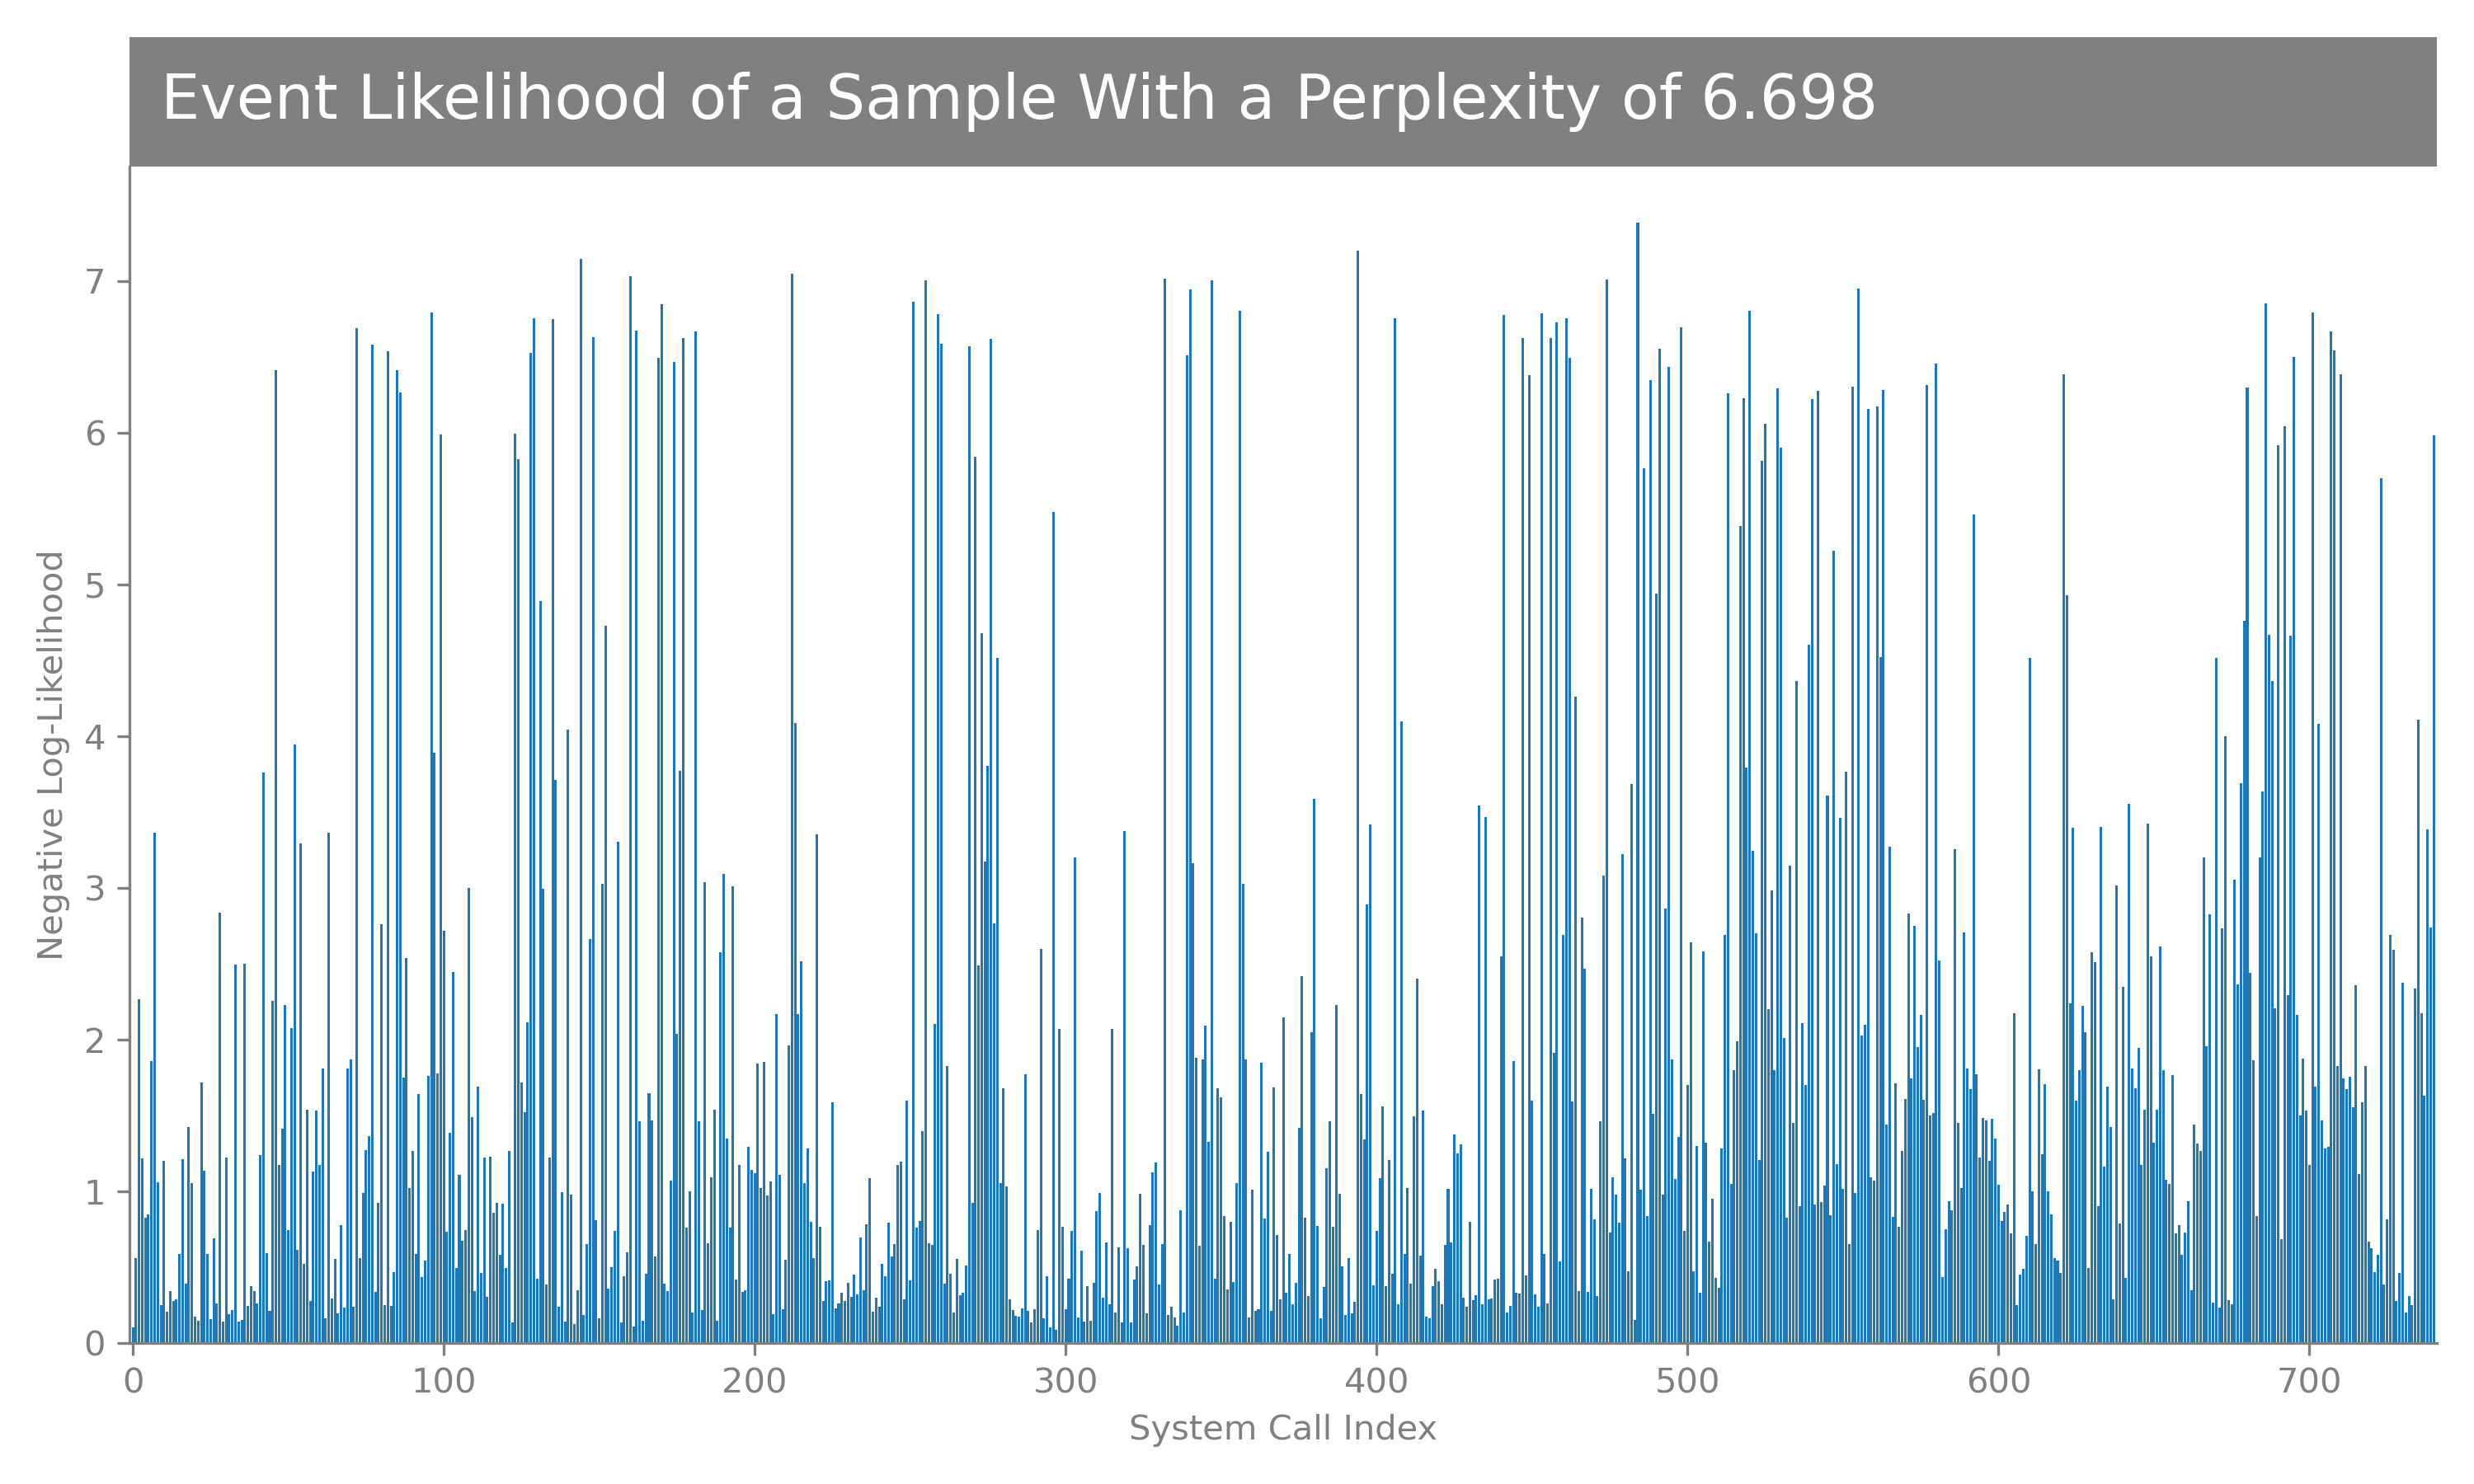 Event Likelihood of a Sample With a Perplexity of 6.698
Negative Log-Likelihood
7
6
5
4
3
2
1
0
0 100 200 300 400 500 600 700
System Call Index